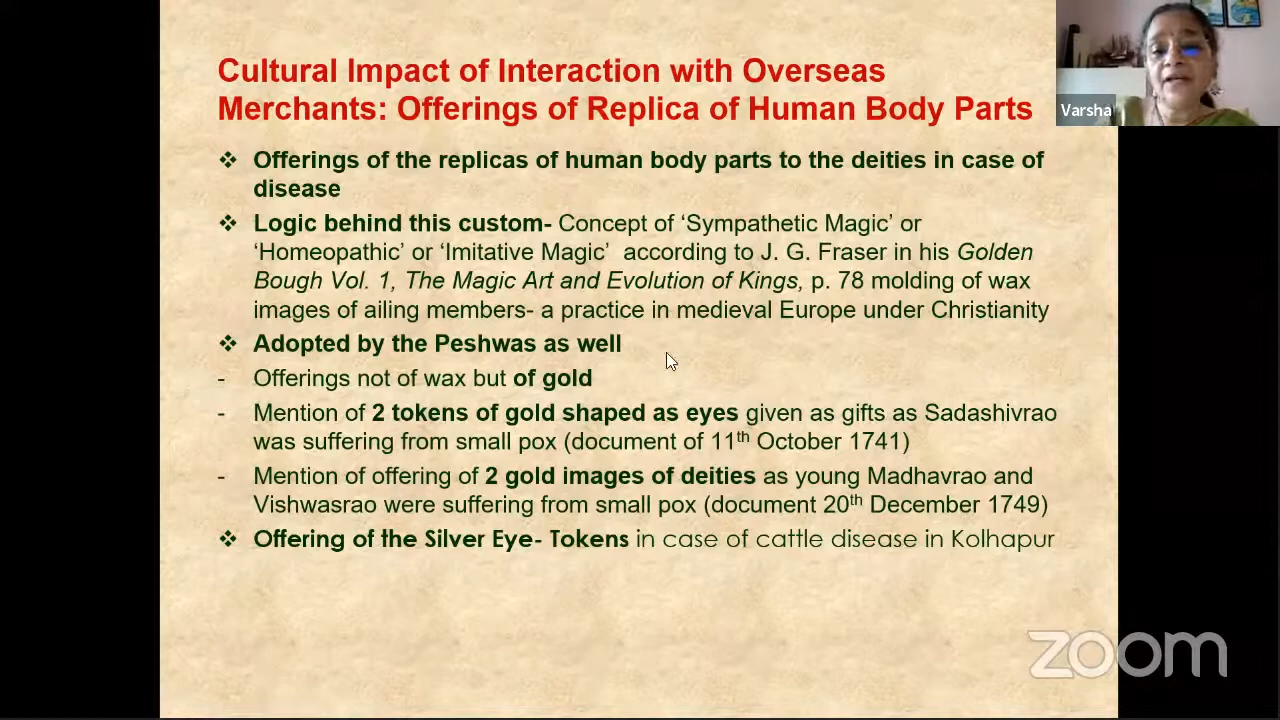 Cultural Impact of Interaction with Overseas
Merchants: Offerings of Replica of Human Body Parts
Varsha
❖ Offerings of the replicas of human body parts to the deities in case of
disease
❖ Logic behind this custom- Concept of ‘Sympathetic Magic’ or
‘Homeopathic’ or ‘Imitative Magic’ according to J. G. Fraser in his Golden
Bough Vol. 1, The Magic Art and Evolution of Kings, p. 78 molding of wax
images of ailing members- a practice in medieval Europe under Christianity
❖ Adopted by the Peshwas as well
- Offerings not of wax but of gold
- Mention of 2 tokens of gold shaped as eyes given as gifts as Sadashivrao
was suffering from small pox (document of 11th October 1741)
- Mention of offering of 2 gold images of deities as young Madhavrao and
Vishwasrao were suffering from small pox (document 20th December 1749)
❖ Offering of the Silver Eye- Tokens in case of cattle disease in Kolhapur
zoom